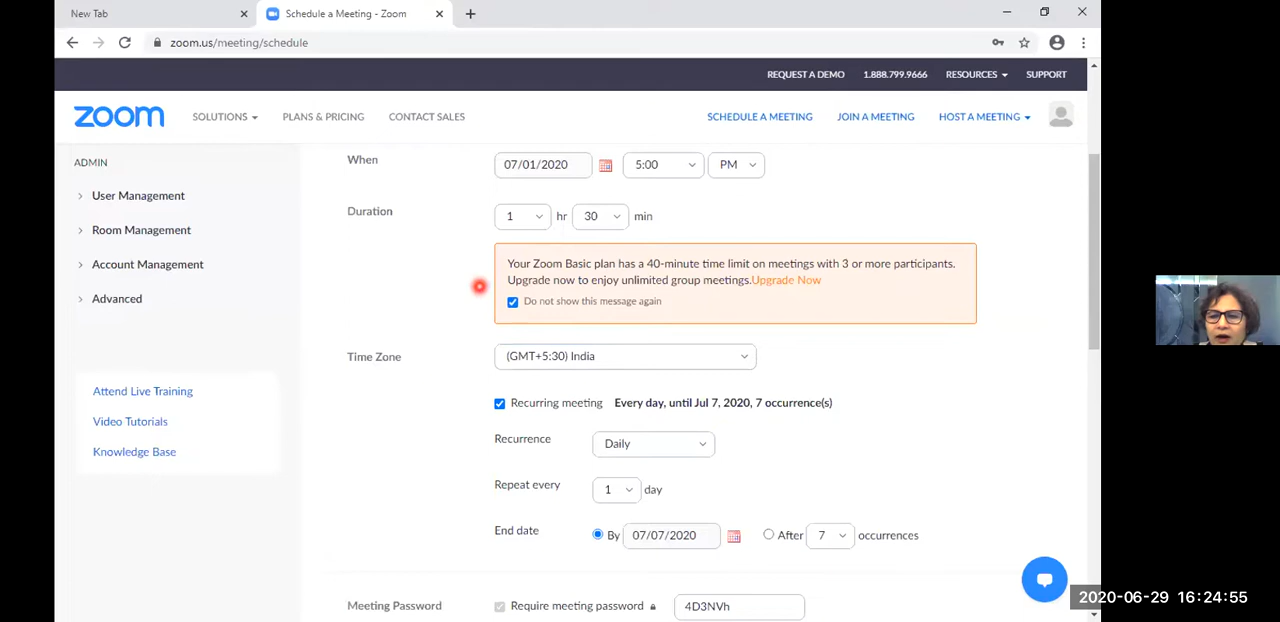 New Tab
Schedule a Meeting - Zoom
zoom.us/meeting/schedule
REQUEST A DEMO 1.888.799.9666 RESOURCES SUPPORT
zoom SOLUTIONS PLANS & PRICING CONTACT SALES SCHEDULE A MEETING JOIN A MEETING HOST A MEETING
ADMIN
User Management
Room Management
Account Management
Advanced
Attend Live Training
Video Tutorials
Knowledge Base
When 07/01/2020 5:00 PM
Duration 1 hr 30 min
Your Zoom Basic plan has a 40-minute time limit on meetings with 3 or more participants.
Upgrade now to enjoy unlimited group meetings.Upgrade Now
Do not show this message again
Time Zone (GMT+5:30) India
Recurring meeting Every day, until Jul 7, 2020, 7 occurrence(s)
Recurrence Daily
Repeat every 1 day
End date By 07/07/2020 After 7 occurrences
Meeting Password Require meeting password 4D3NVh
2020-06-29 16:24:55